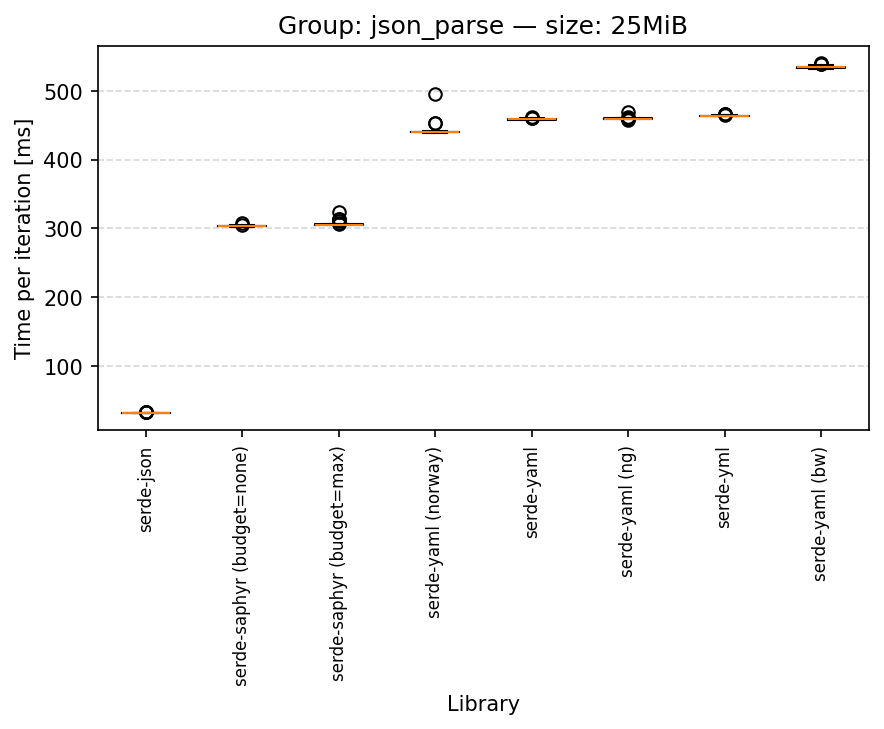 Group: json_parse — size: 25MiB
Time per iteration [ms]
500
400
300
200
100
serde-json
serde-saphyr (budget=none)
serde-saphyr (budget=max)
serde-yaml (norway)
serde-yaml
serde-yaml (ng)
serde-yml
serde-yaml (bw)
Library